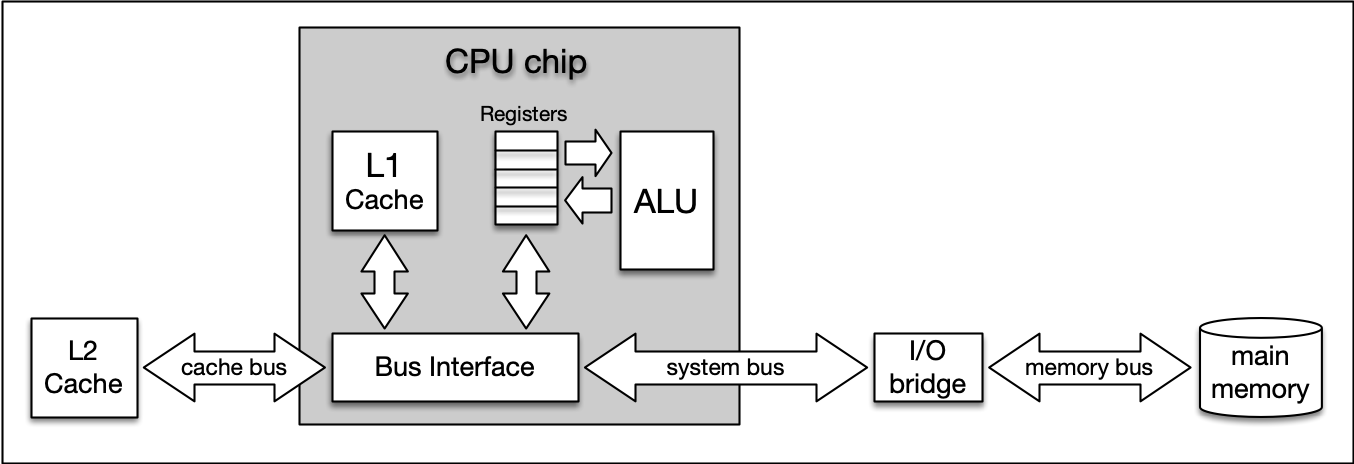 CPU chip
Registers
L1
Cache
ALU
L2
Cache
cache bus
Bus Interface
system bus
I/O
bridge
memory bus
main
memory